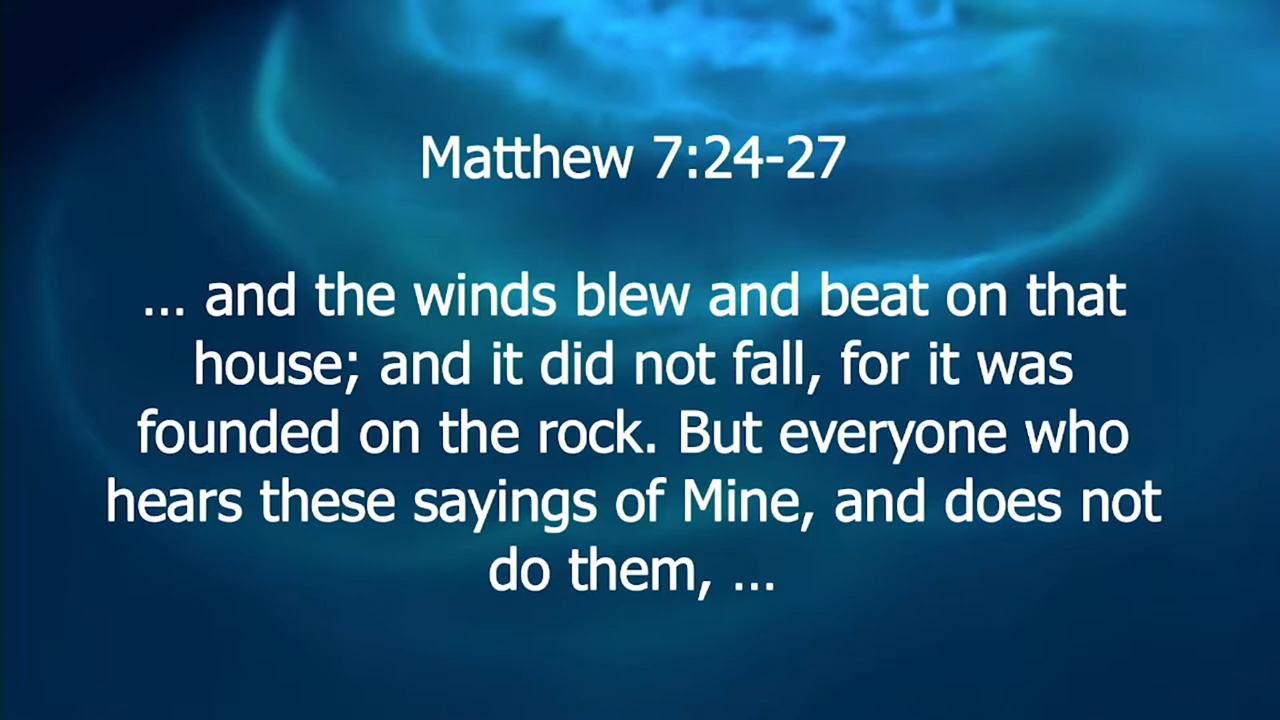 Matthew 7:24-27
... and the winds blew and beat on that
house; and it did not fall, for it was
founded on the rock. But everyone who
hears these sayings of Mine, and does not
do them, ...